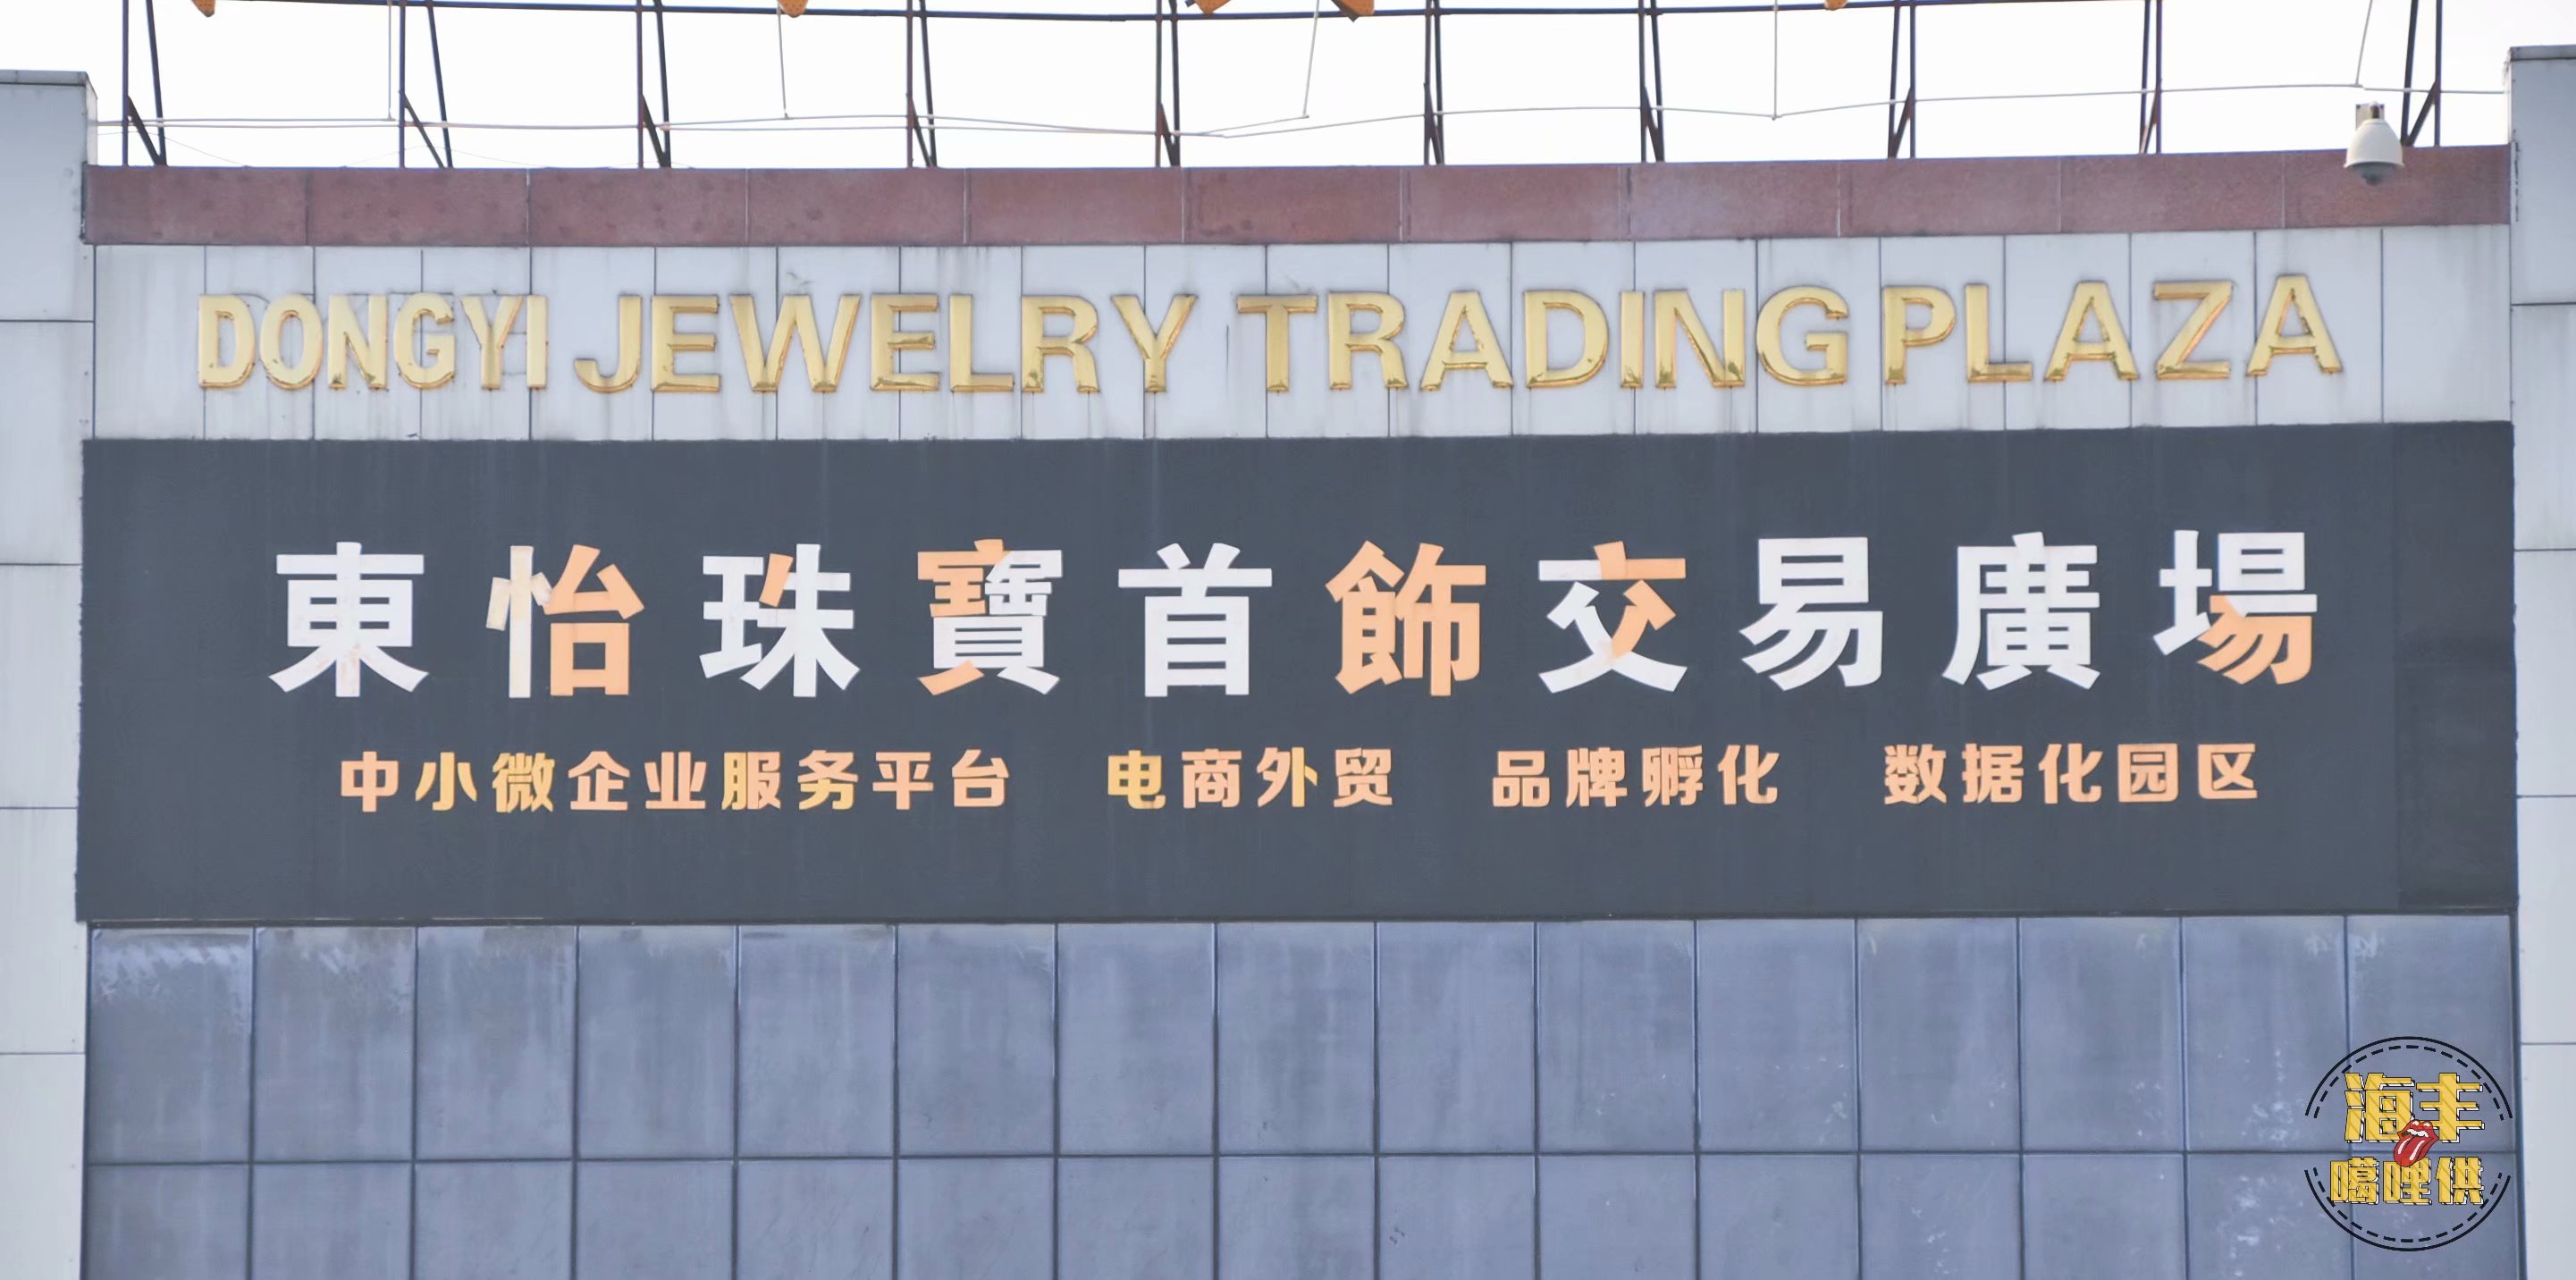 DONGYI JEWELRY TRADING PLAZA
東怡珠寶首飾交易廣場
中小微企业服务平台 电商外贸 品牌孵化 数据化园区
海丰
噶哩供